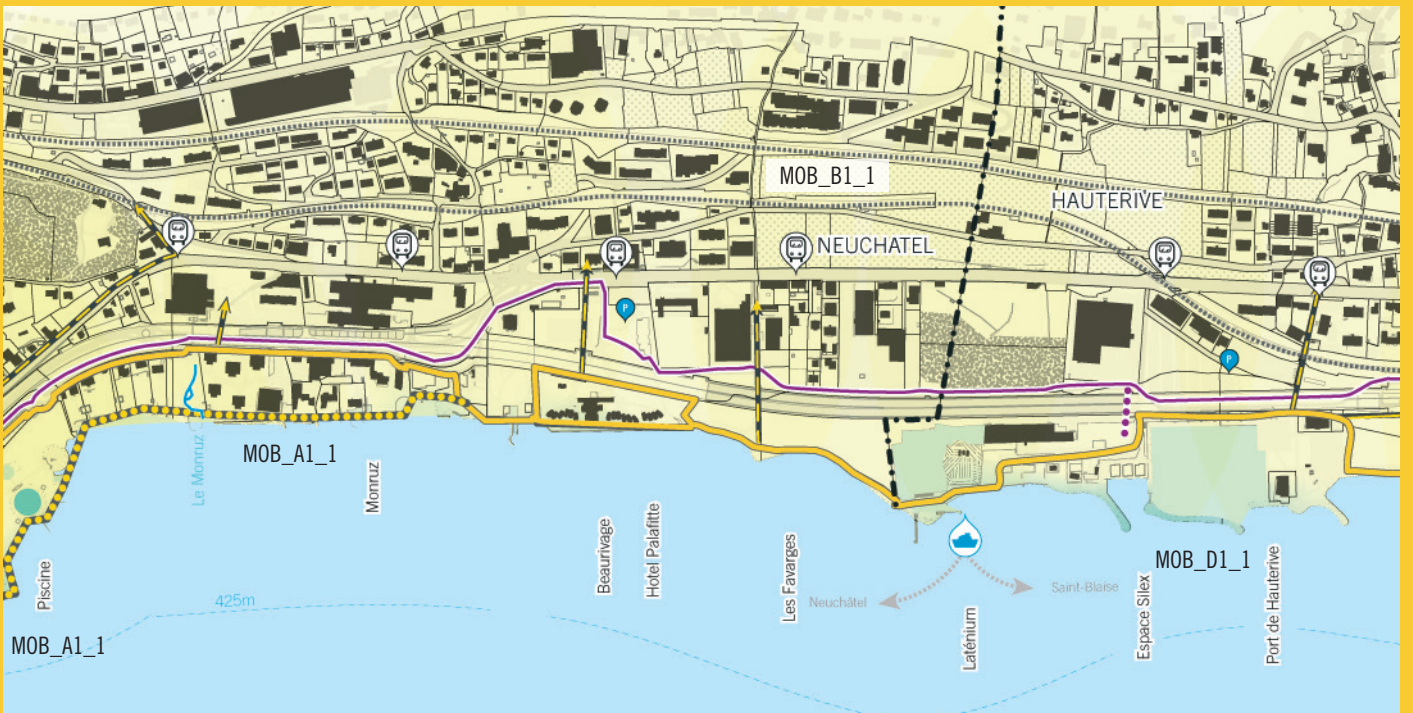 MOB_B1_1
HAUTERIVE
NEUCHATEL
P
P
MOB_A1_1
Le Monruz
Monruz
Piscine
Beaurivage
Hotel Palafitte
Les Favarges
Laténium
Espace Silex
Port de Hauterive
MOB_D1_1
Neuchâtel
Saint-Blaise
425m
MOB_A1_1